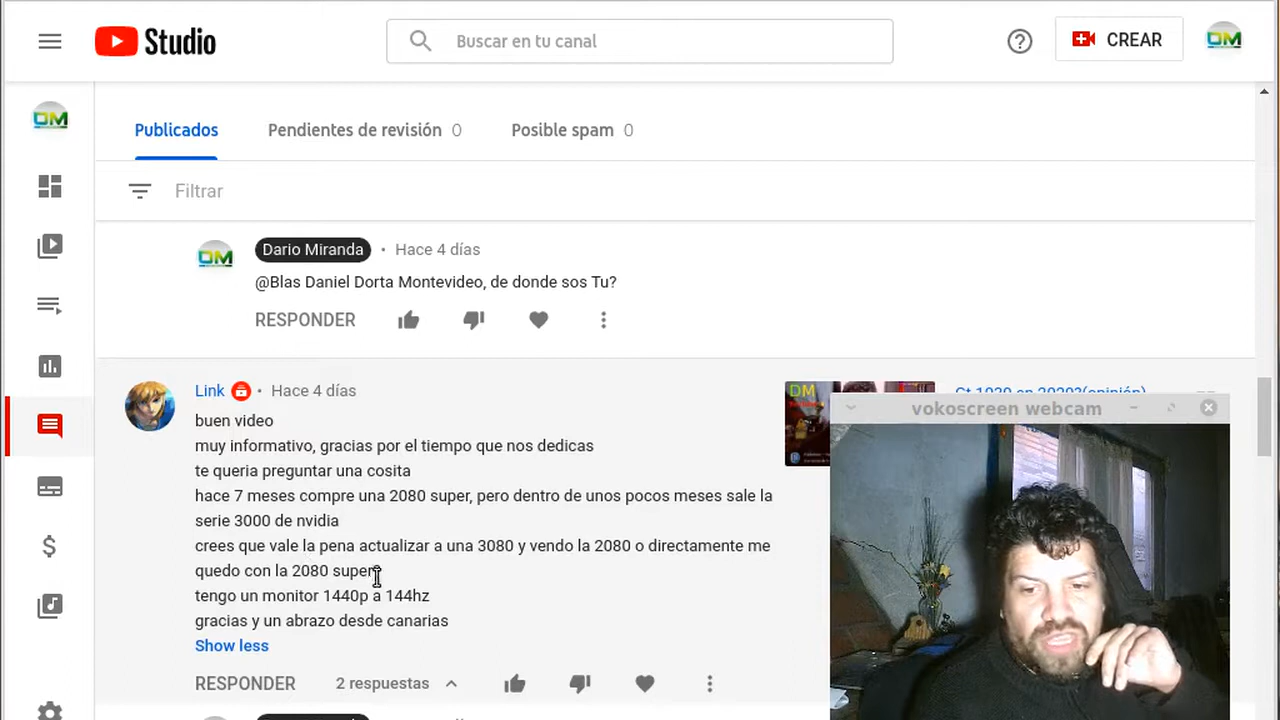 Studio
Buscar en tu canal
CREAR
DM
DM
Publicados
Pendientes de revisión 0
Posible spam 0
Filtrar
DM
Dario Miranda • Hace 4 días
@Blas Daniel Dorta Montevideo, de donde sos Tu?
RESPONDER
Link • Hace 4 días
DM
buen video
muy informativo, gracias por el tiempo que nos dedicas
te queria preguntar una cosita
hace 7 meses compre una 2080 super, pero dentro de unos pocos meses sale la
serie 3000 de nvidia
crees que vale la pena actualizar a una 3080 y vendo la 2080 o directamente me
quedo con la 2080 super
tengo un monitor 1440p a 144hz
gracias y un abrazo desde canarias
Show less
RESPONDER
2 respuestas
vokoscreen webcam